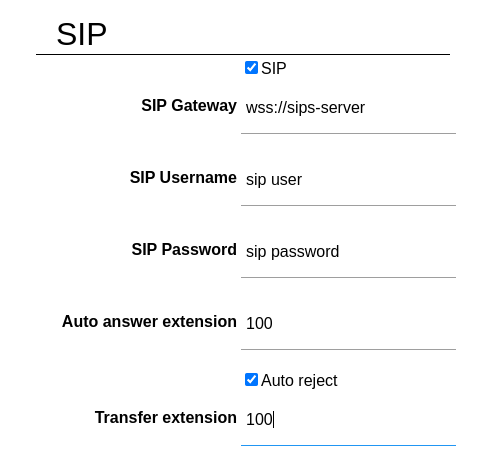 SIP
SIP
SIP Gateway wss://sips-server
SIP Username sip user
SIP Password sip password
Auto answer extension 100
Auto reject
Transfer extension 100